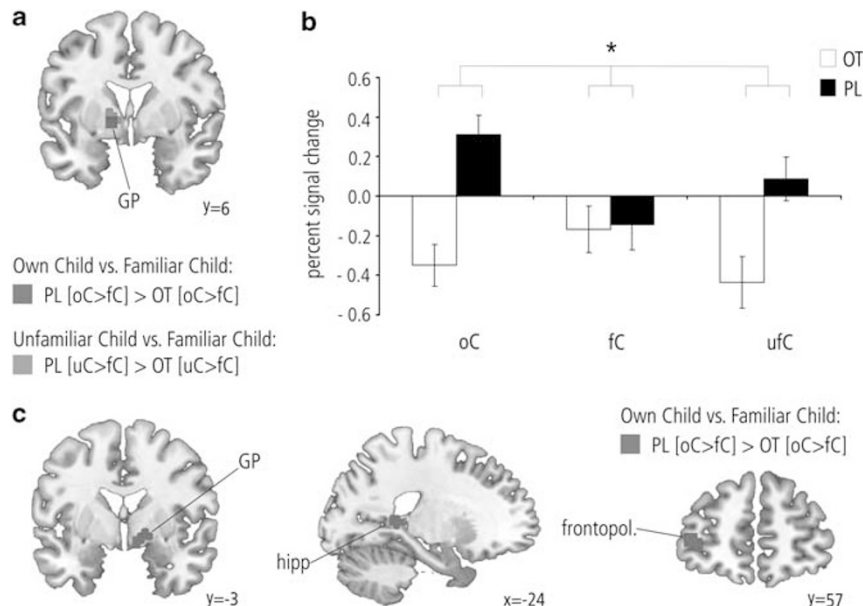 a
GP
y=6
Own Child vs. Familiar Child:
PL [oC>fC] > OT [oC>fC]
Unfamiliar Child vs. Familiar Child:
PL [uC>fC] > OT [uC>fC]
b
*
OT
PL
percent signal change
0.6
0.4
0.2
0.0
- 0.2
- 0.4
- 0.6
oC
fC
ufC
c
GP
y=-3
hipp
x=-24
Own Child vs. Familiar Child:
PL [oC>fC] > OT [oC>fC]
frontopol.
y=57